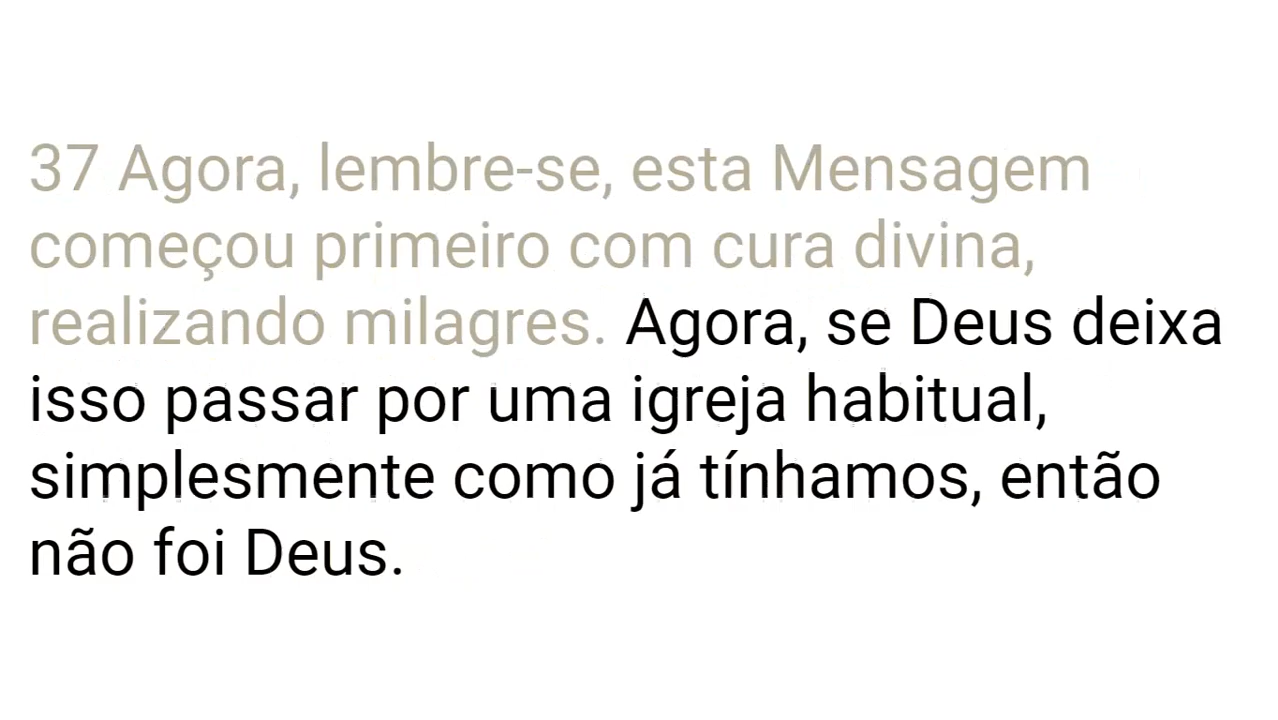 37 Agora, lembre-se, esta Mensagem
começou primeiro com cura divina,
realizando milagres. Agora, se Deus deixa
isso passar por uma igreja habitual,
simplesmente como já tínhamos, então
não foi Deus.